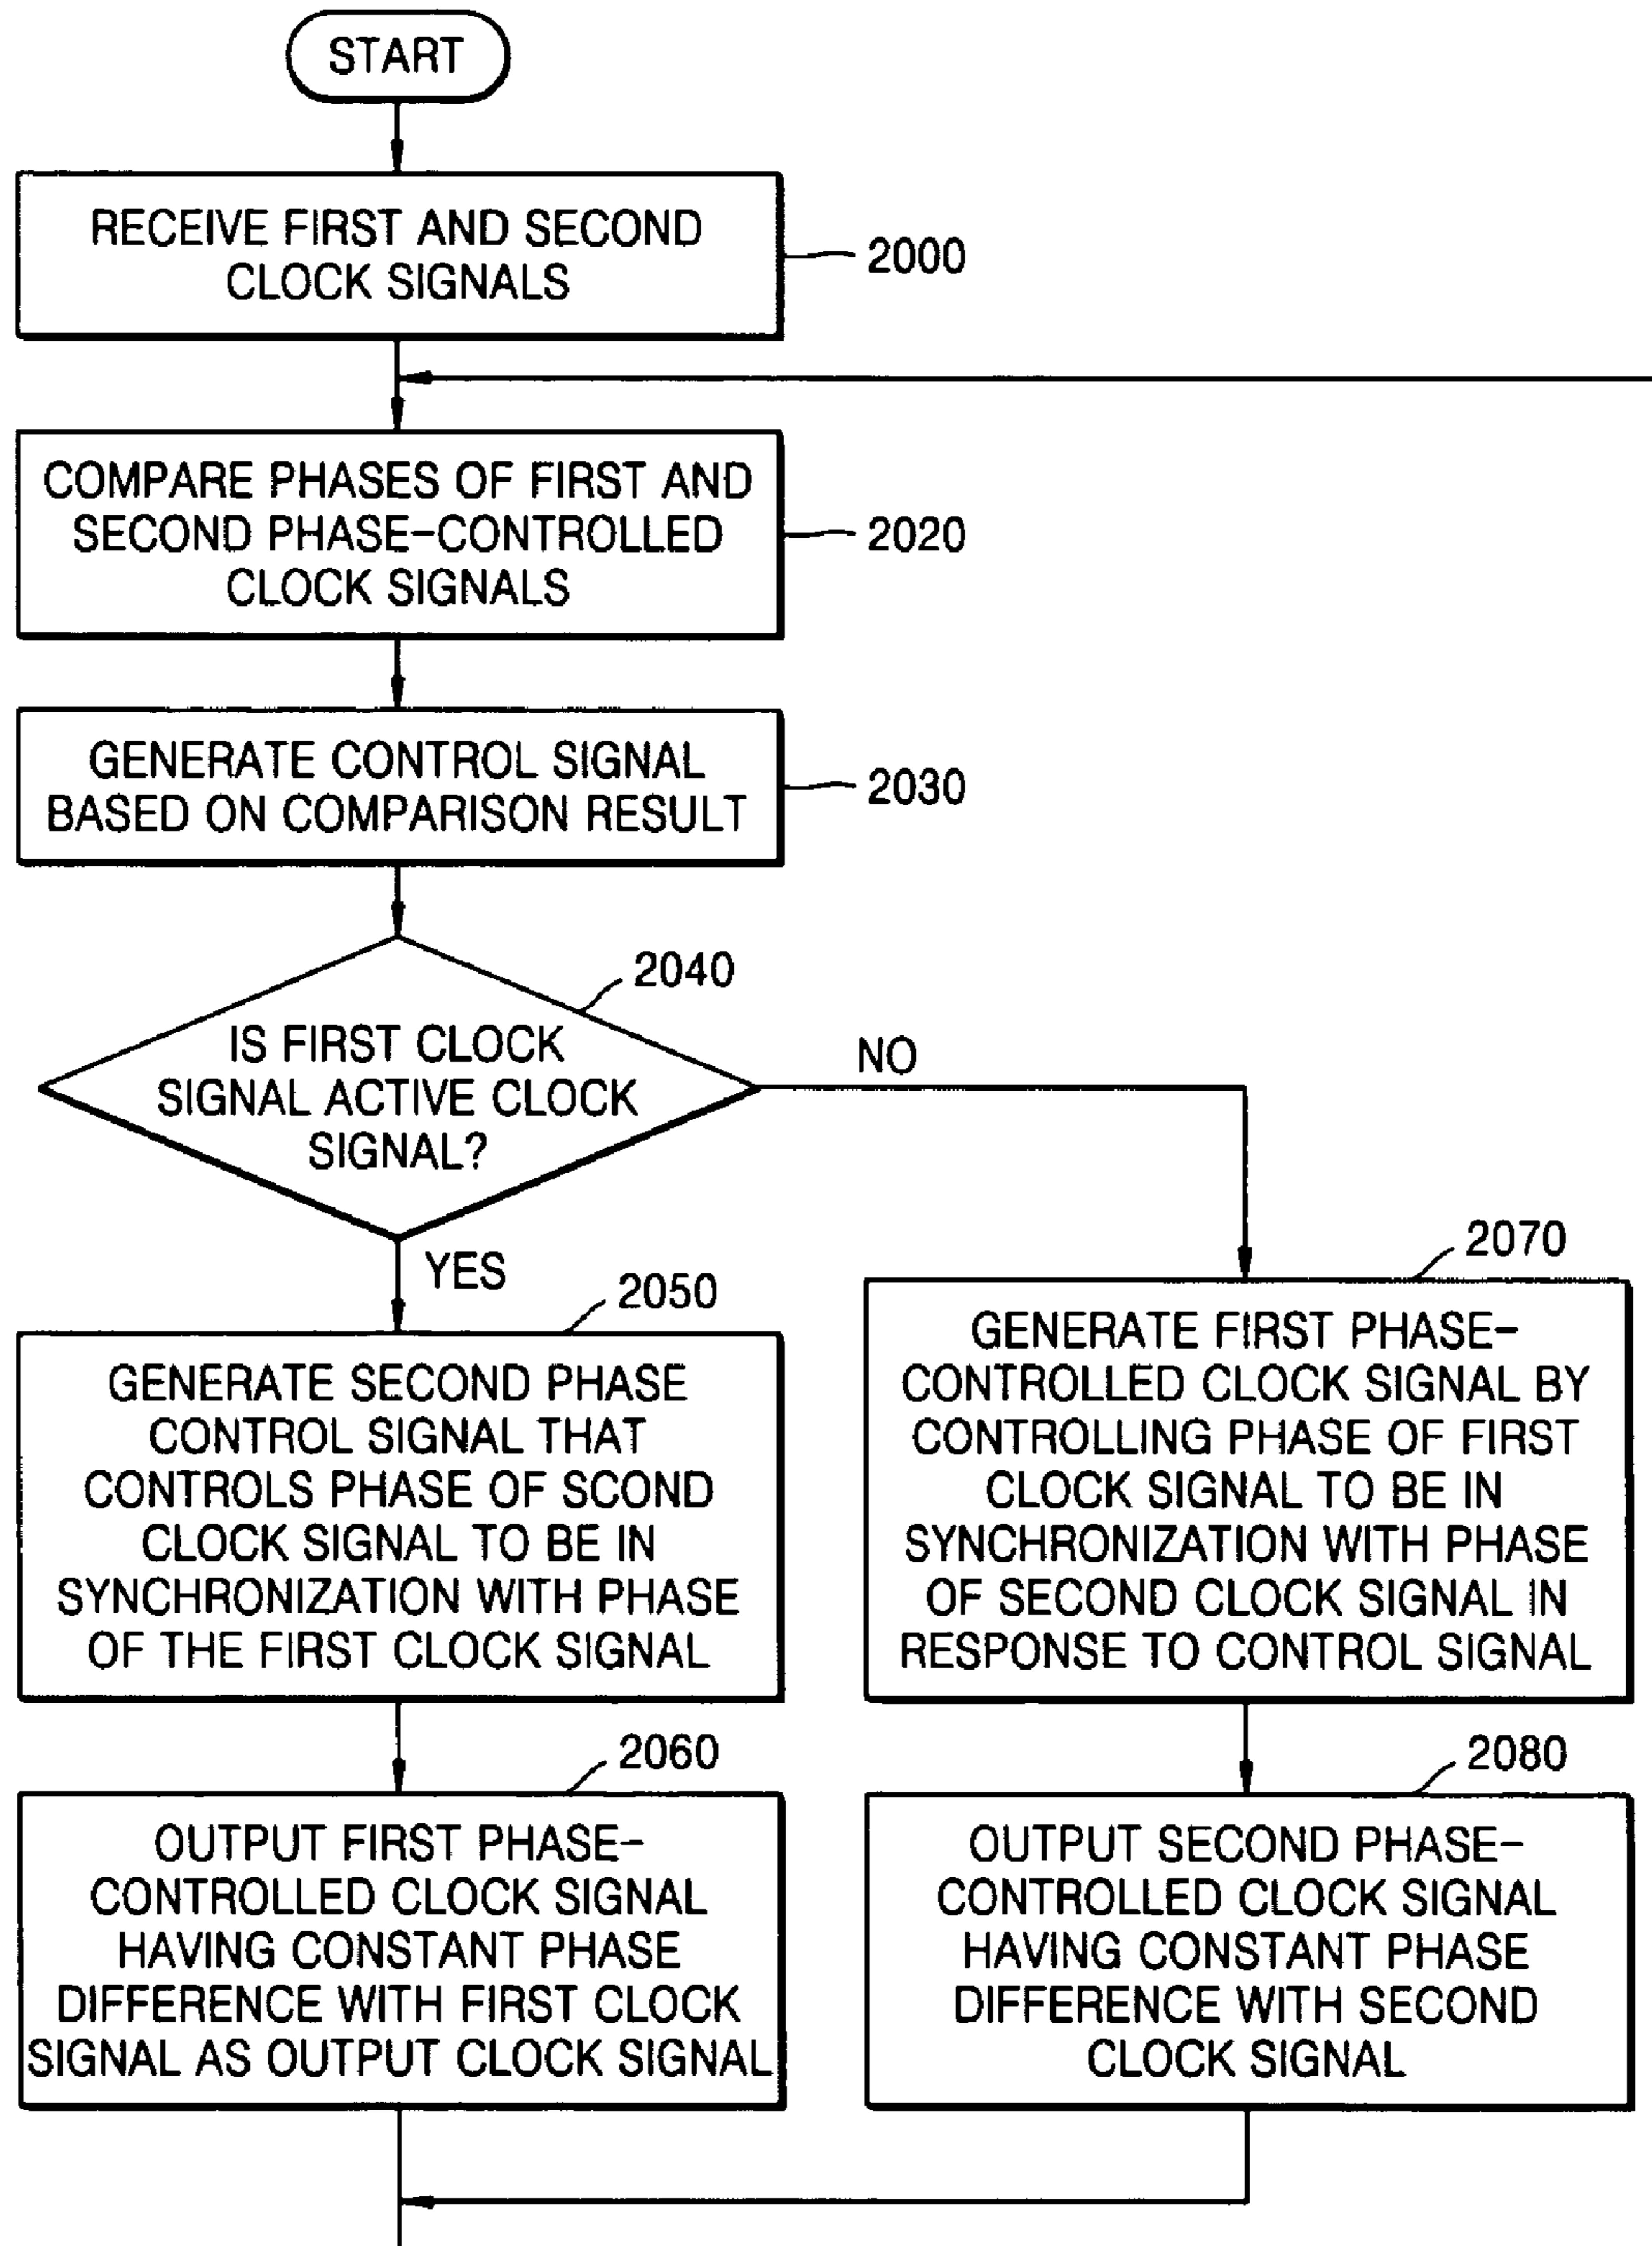 START
RECEIVE FIRST AND SECOND
CLOCK SIGNALS
2000
COMPARE PHASES OF FIRST AND
SECOND PHASE-CONTROLLED
CLOCK SIGNALS
2020
GENERATE CONTROL SIGNAL
BASED ON COMPARISON RESULT
2030
2040
IS FIRST CLOCK
SIGNAL ACTIVE CLOCK
SIGNAL?
NO
YES
2050
GENERATE SECOND PHASE
CONTROL SIGNAL THAT
CONTROLS PHASE OF SCOND
CLOCK SIGNAL TO BE IN
SYNCHRONIZATION WITH PHASE
OF THE FIRST CLOCK SIGNAL
2070
GENERATE FIRST PHASE-
CONTROLLED CLOCK SIGNAL BY
CONTROLLING PHASE OF FIRST
CLOCK SIGNAL TO BE IN
SYNCHRONIZATION WITH PHASE
OF SECOND CLOCK SIGNAL IN
RESPONSE TO CONTROL SIGNAL
2060
OUTPUT FIRST PHASE-
CONTROLLED CLOCK SIGNAL
HAVING CONSTANT PHASE
DIFFERENCE WITH FIRST CLOCK
SIGNAL AS OUTPUT CLOCK SIGNAL
2080
OUTPUT SECOND PHASE-
CONTROLLED CLOCK SIGNAL
HAVING CONSTANT PHASE
DIFFERENCE WITH SECOND
CLOCK SIGNAL